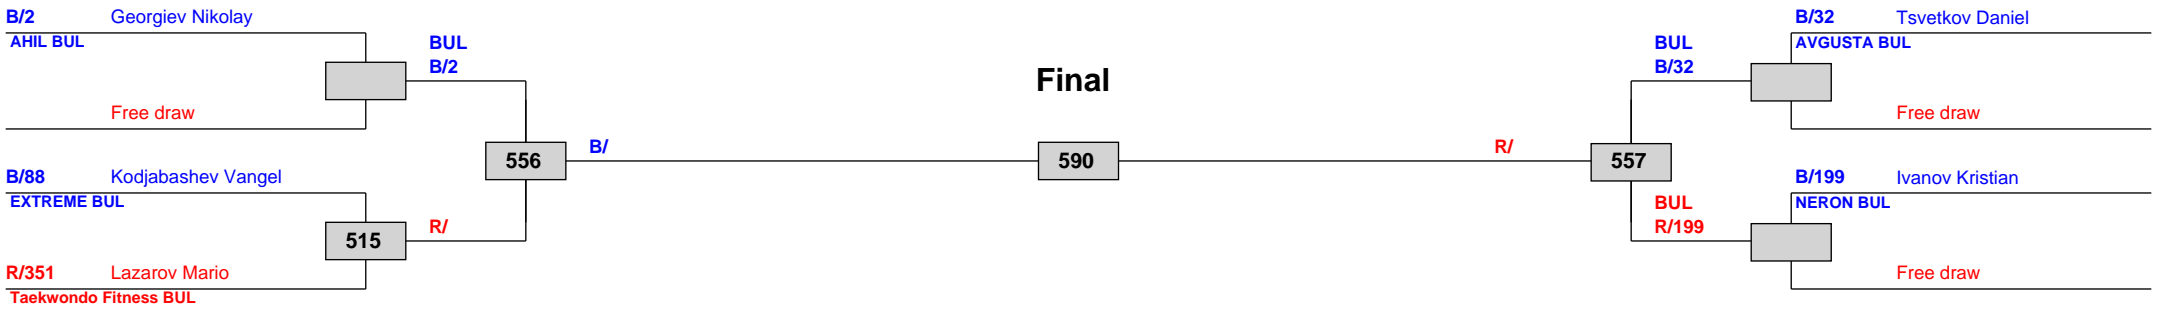 B/2 Georgiev Nikolay
AHIL BUL
BUL
B/2
Free draw
556
B/
B/88 Kodjabashev Vangel
EXTREME BUL
515
R/
R/351 Lazarov Mario
Taekwondo Fitness BUL
Final
590
B/32 Tsvetkov Daniel
AVGUSTA BUL
BUL
B/32
Free draw
R/
557
B/199 Ivanov Kristian
NERON BUL
BUL
R/199
Free draw